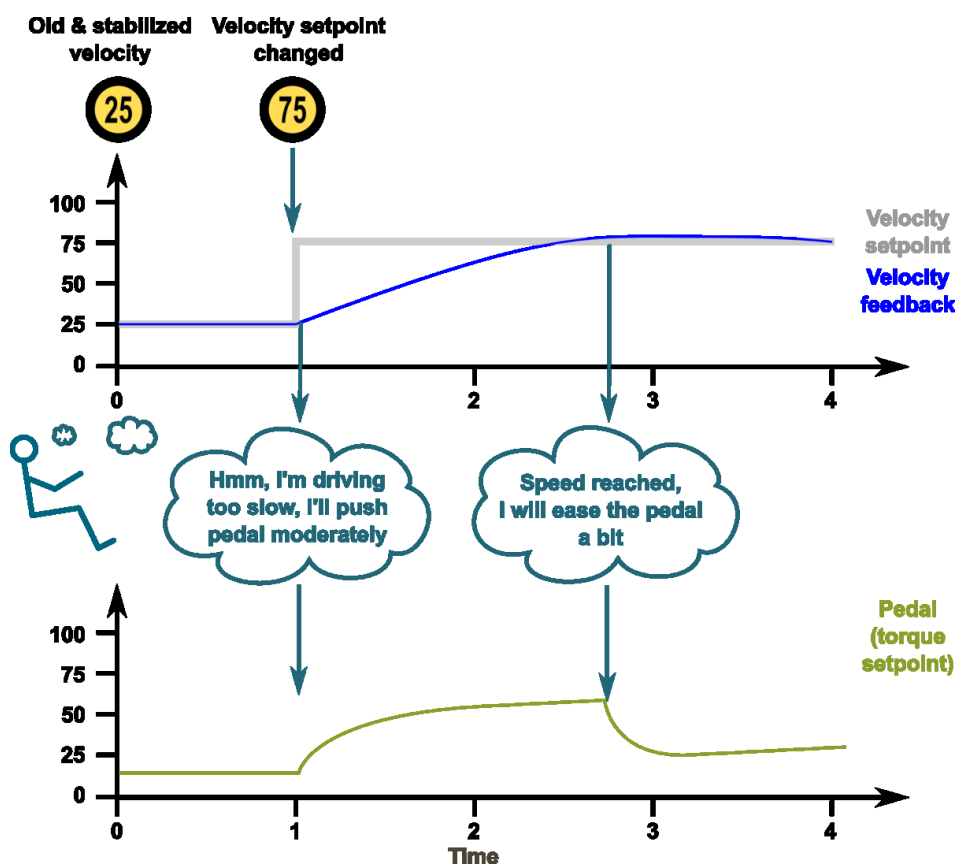 Old & stabilized
velocity
Velocity setpoint
changed
25
75
100
75
50
25
0
0
1
2
3
4
Velocity
setpoint
Velocity
feedback
Hmm, I'm driving
too slow, I'll push
pedal moderately
Speed reached,
I will ease the pedal
a bit
100
75
50
25
0
0
1
2
3
4
Time
Pedal
(torque
setpoint)